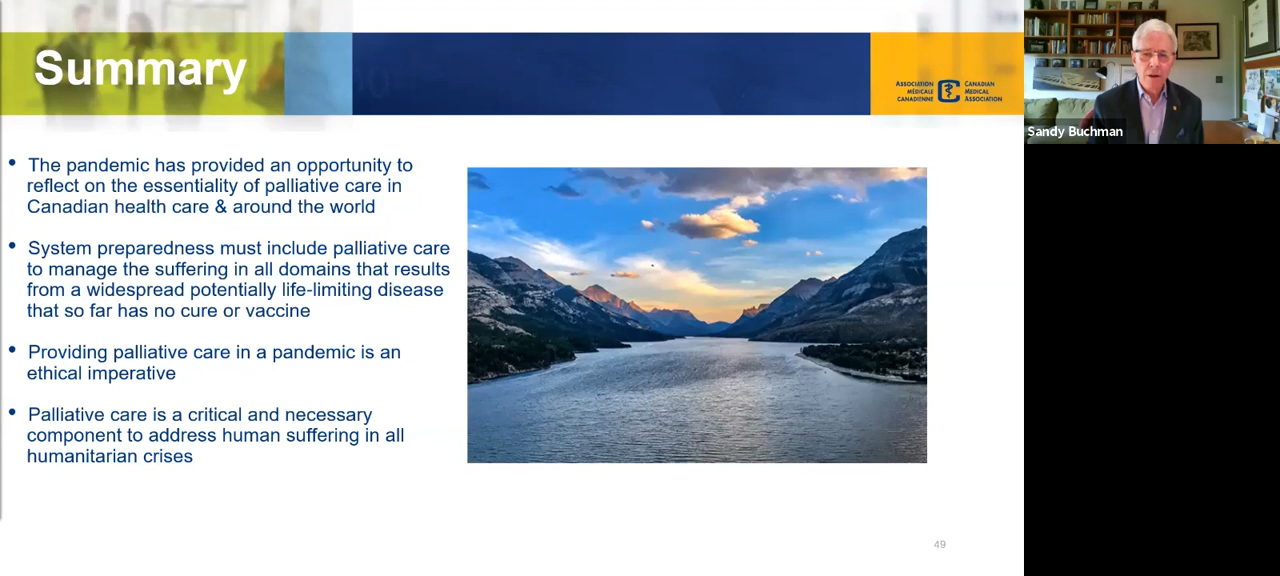 Summary
ASSOCIATION
MÉDICALE
CANADIENNE
CANADIAN
MEDICAL
ASSOCIATION
Sandy Buchman
• The pandemic has provided an opportunity to
reflect on the essentiality of palliative care in
Canadian health care & around the world
• System preparedness must include palliative care
to manage the suffering in all domains that results
from a widespread potentially life-limiting disease
that so far has no cure or vaccine
• Providing palliative care in a pandemic is an
ethical imperative
• Palliative care is a critical and necessary
component to address human suffering in all
humanitarian crises
49